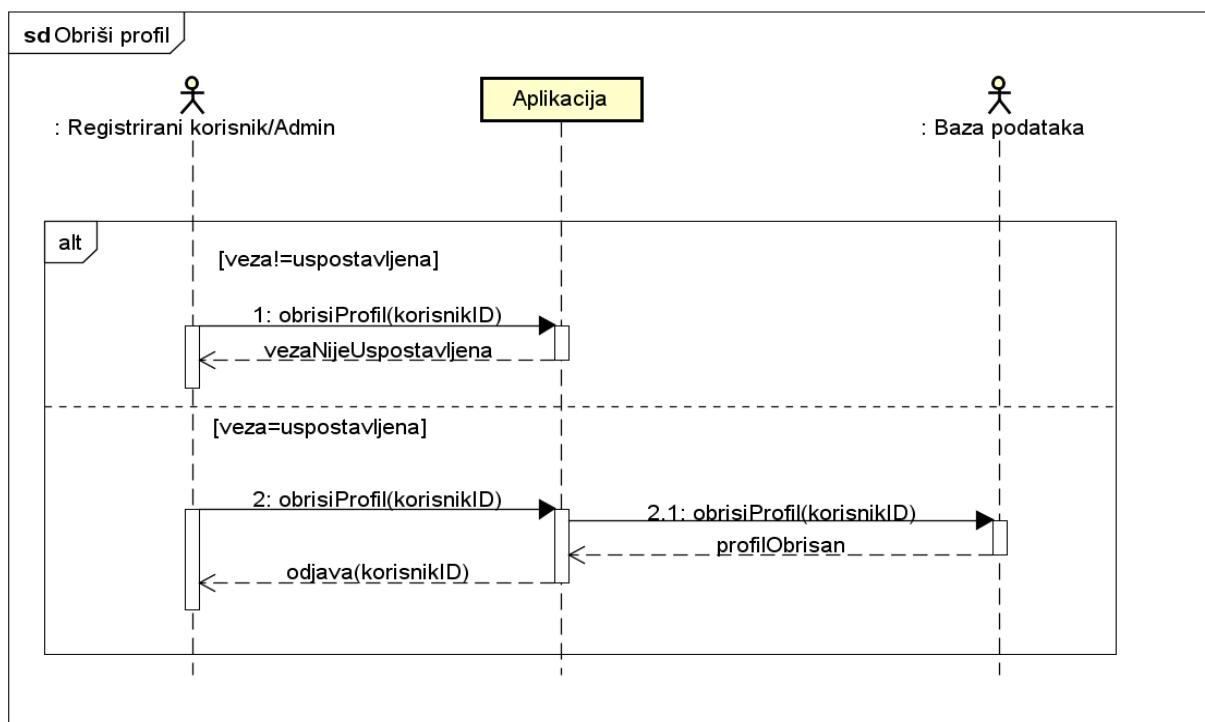 sd Obriši profil
: Registrirani korisnik/Admin
Aplikacija
: Baza podataka
alt
[veza!=uspostavljena]
1: obrisiProfil(korisnikID)
vezaNijeUspostavljena
[veza=uspostavljena]
2: obrisiProfil(korisnikID)
2.1: obrisiProfil(korisnikID)
profilObrisan
odjava(korisnikID)